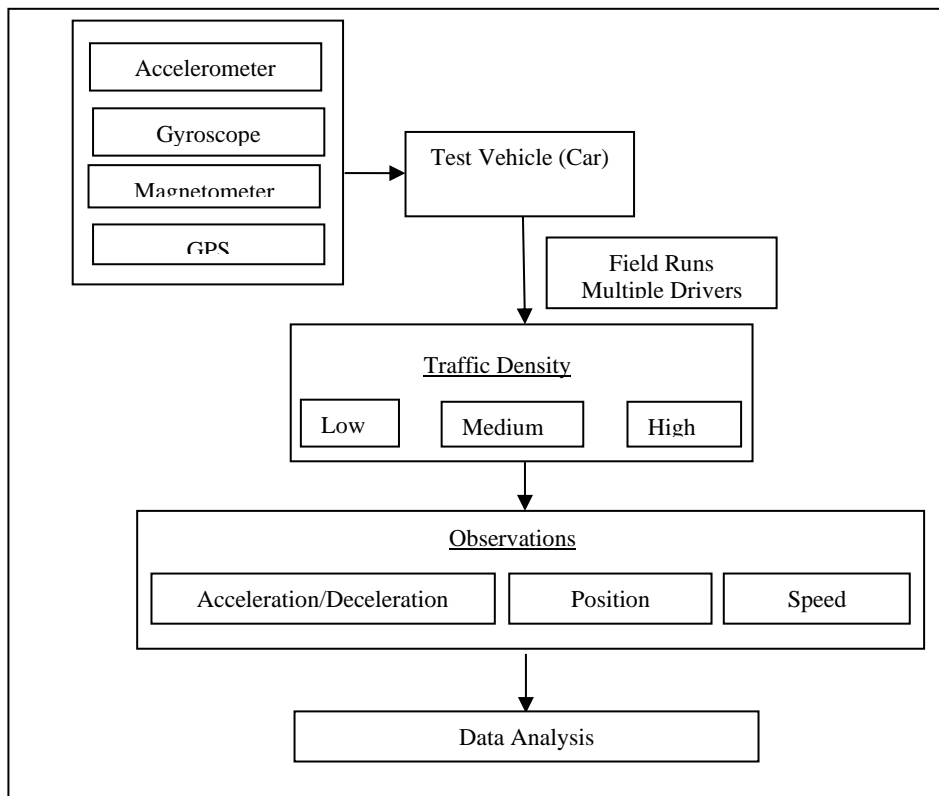 Accelerometer
Gyroscope
Magnetometer
GPS
Test Vehicle (Car)
Field Runs
Multiple Drivers
Traffic Density
Low
Medium
High
Observations
Acceleration/Deceleration
Position
Speed
Data Analysis